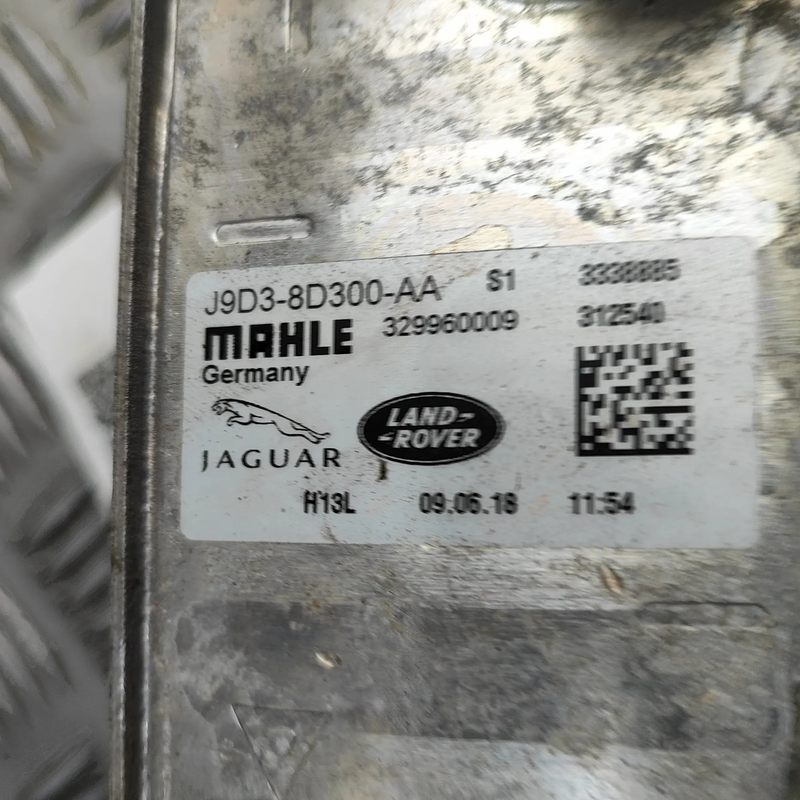 J9D3-8D300-AA S1 3338885
MAHLE 329960009 312540
Germany
JAGUAR LAND-
-ROVER
H13L 09.06.18 11:54